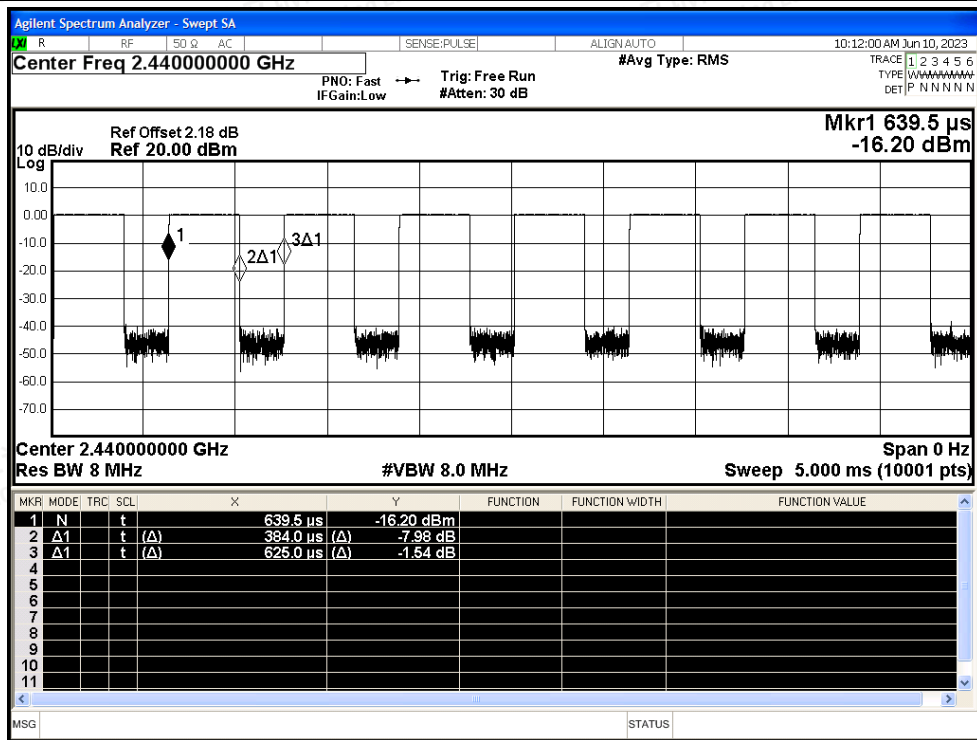 Agilent Spectrum Analyzer - Swept SA
LXI R RF 50 Ω AC SENSE:PULSE ALIGN AUTO 10:12:00 AM Jun 10, 2023
Center Freq 2.440000000 GHz #Avg Type: RMS TRACE 1 2 3 4 5 6
PNO: Fast Trig: Free Run TYPE WWWWWW
IFGain:Low #Atten: 30 dB DET P N N N N N
Mkr1 639.5 µs
Ref Offset 2.18 dB
10 dB/div Ref 20.00 dBm -16.20 dBm
Log
10.0
0.00
-10.0
-20.0
-30.0
-40.0
-50.0
-60.0
-70.0
1
2Δ1
3Δ1
Center 2.440000000 GHz Span 0 Hz
Res BW 8 MHz #VBW 8.0 MHz Sweep 5.000 ms (10001 pts)
MKR MODE TRC SCL X Y FUNCTION FUNCTION WIDTH FUNCTION VALUE
1 N t 639.5 µs -16.20 dBm
2 Δ1 t (Δ) 384.0 µs (Δ) -7.98 dB
3 Δ1 t (Δ) 625.0 µs (Δ) -1.54 dB
4
5
6
7
8
9
10
11
MSG STATUS